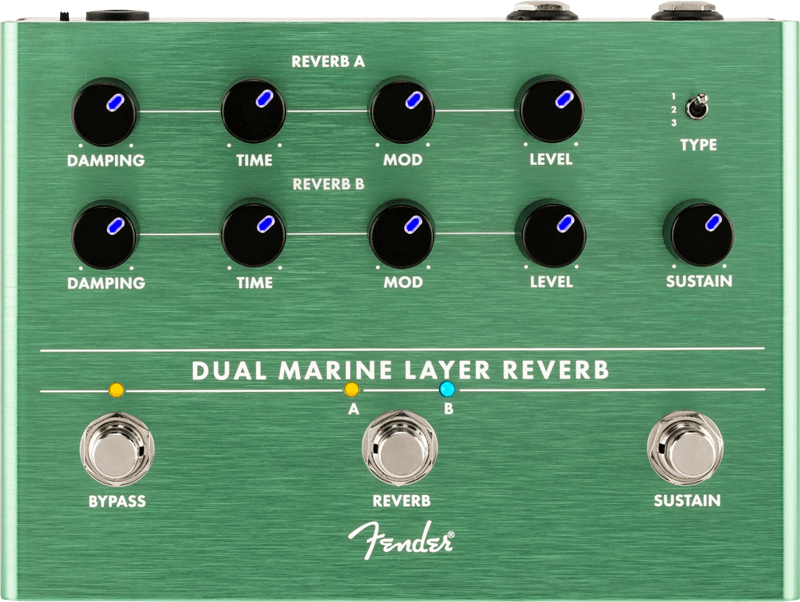 REVERB A
DAMPING TIME MOD LEVEL
1
2
3
TYPE
REVERB B
DAMPING TIME MOD LEVEL SUSTAIN
DUAL MARINE LAYER REVERB
A B
BYPASS REVERB SUSTAIN
Fender®